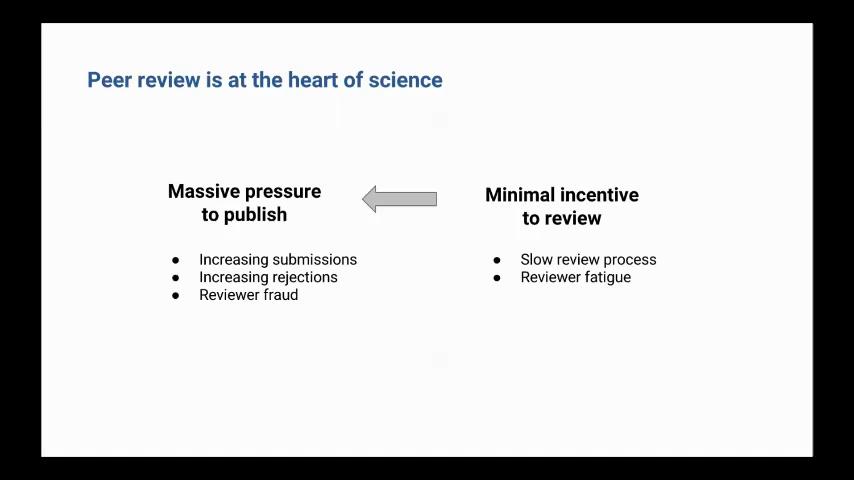 Peer review is at the heart of science
Massive pressure
to publish
● Increasing submissions
● Increasing rejections
● Reviewer fraud
Minimal incentive
to review
● Slow review process
● Reviewer fatigue